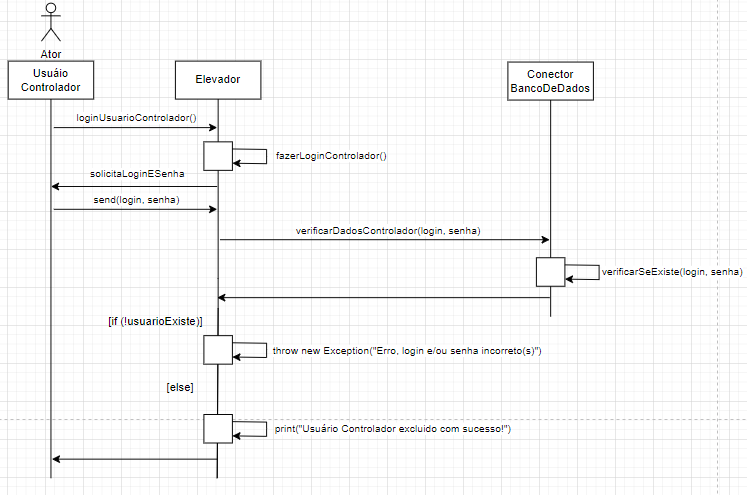 Ator
Usuáio
Controlador
Elevador
Conector
BancoDeDados
loginUsuarioControlador()
fazerLoginControlador()
solicitaLoginESenha
send(login, senha)
verificarDadosControlador(login, senha)
verificarSeExiste(login, senha)
[if (!usuarioExiste)]
throw new Exception("Erro, login e/ou senha incorreto(s)")
[else]
print("Usuário Controlador excluido com sucesso!")